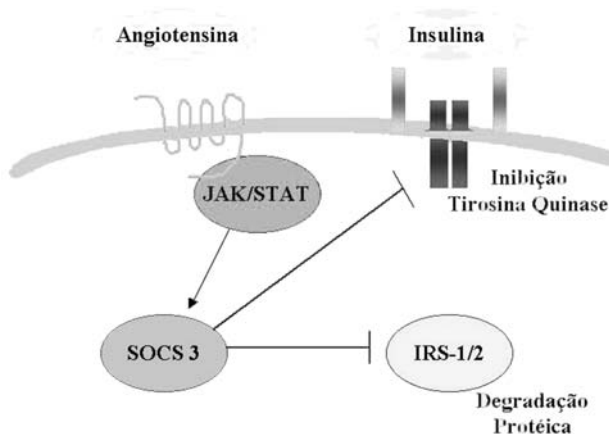 Angiotensina
Insulina
JAK/STAT
Inibição
Tirosina Quinase
SOCS 3
IRS-1/2
Degradação
Protéica